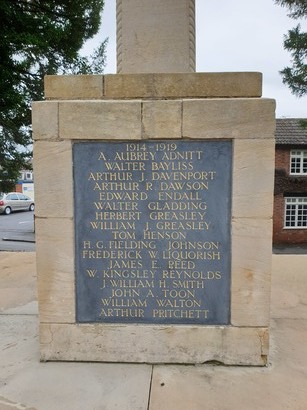 1914 - 1919
A. AUBREY ADNITT
WALTER BAYLISS
ARTHUR J. DAVENPORT
ARTHUR R. DAWSON
EDWARD ENDALL
WALTER GLADDING
HERBERT GREASLEY
WILLIAM J. GREASLEY
TOM HENSON
H. G. FIELDING JOHNSON
FREDERICK W. LIQUORISH
JAMES E. REED
W. KINGSLEY REYNOLDS
J. WILLIAM H. SMITH
JOHN A. TOON
WILLIAM WALTON
ARTHUR PRITCHETT